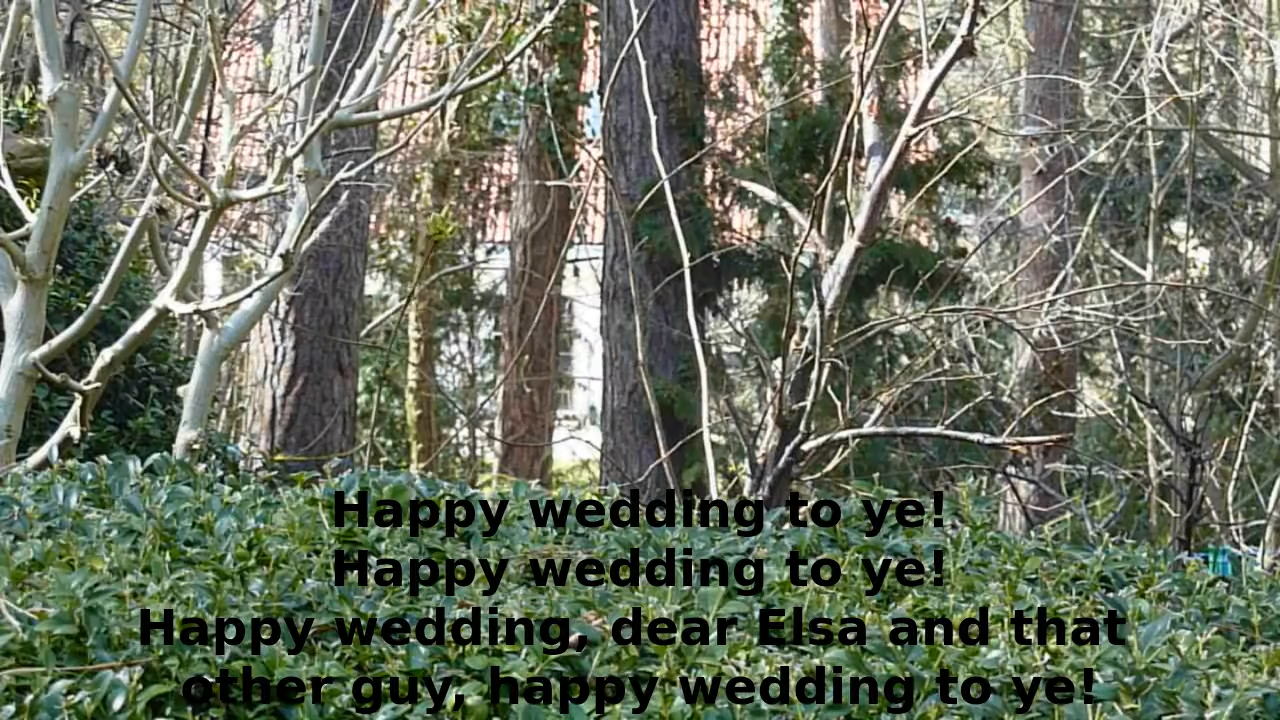 Happy wedding to ye!
Happy wedding to ye!
Happy wedding, dear Elsa and that
other guy, happy wedding to ye!